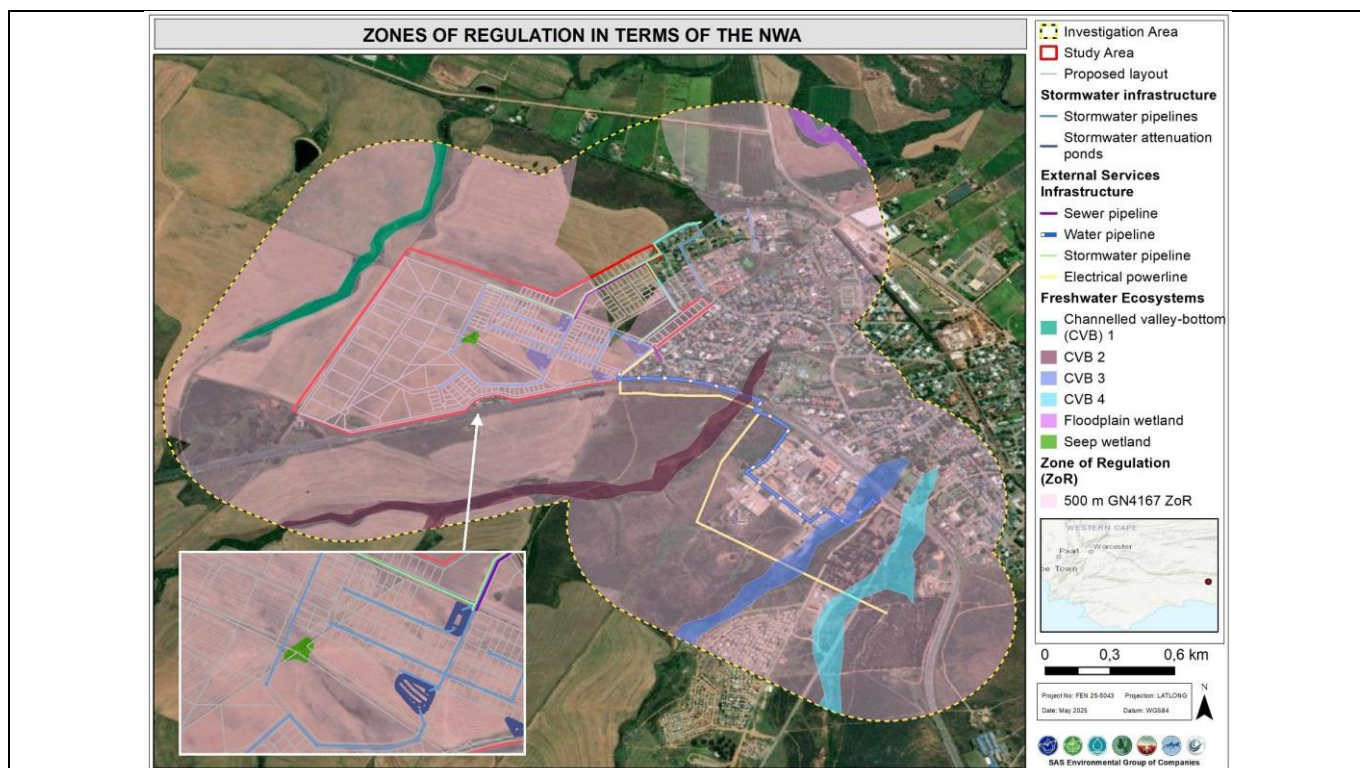 ZONES OF REGULATION IN TERMS OF THE NWA
Investigation Area
Study Area
Proposed layout
Stormwater infrastructure
Stormwater pipelines
Stormwater attenuation
ponds
External Services
Infrastructure
Sewer pipeline
Water pipeline
Stormwater pipeline
Electrical powerline
Freshwater Ecosystems
Channelled valley-bottom
(CVB) 1
CVB 2
CVB 3
CVB 4
Floodplain wetland
Seep wetland
Zone of Regulation
(ZoR)
500 m GN4167 ZoR
WESTERN CAPE
Paarl
Worcester
pe Town
0 0,3 0,6 km
Project No: FEN 25-5043 Projection: LATLONG
Date: May 2025 Datum: WGS84
N
SAS Environmental Group of Companies